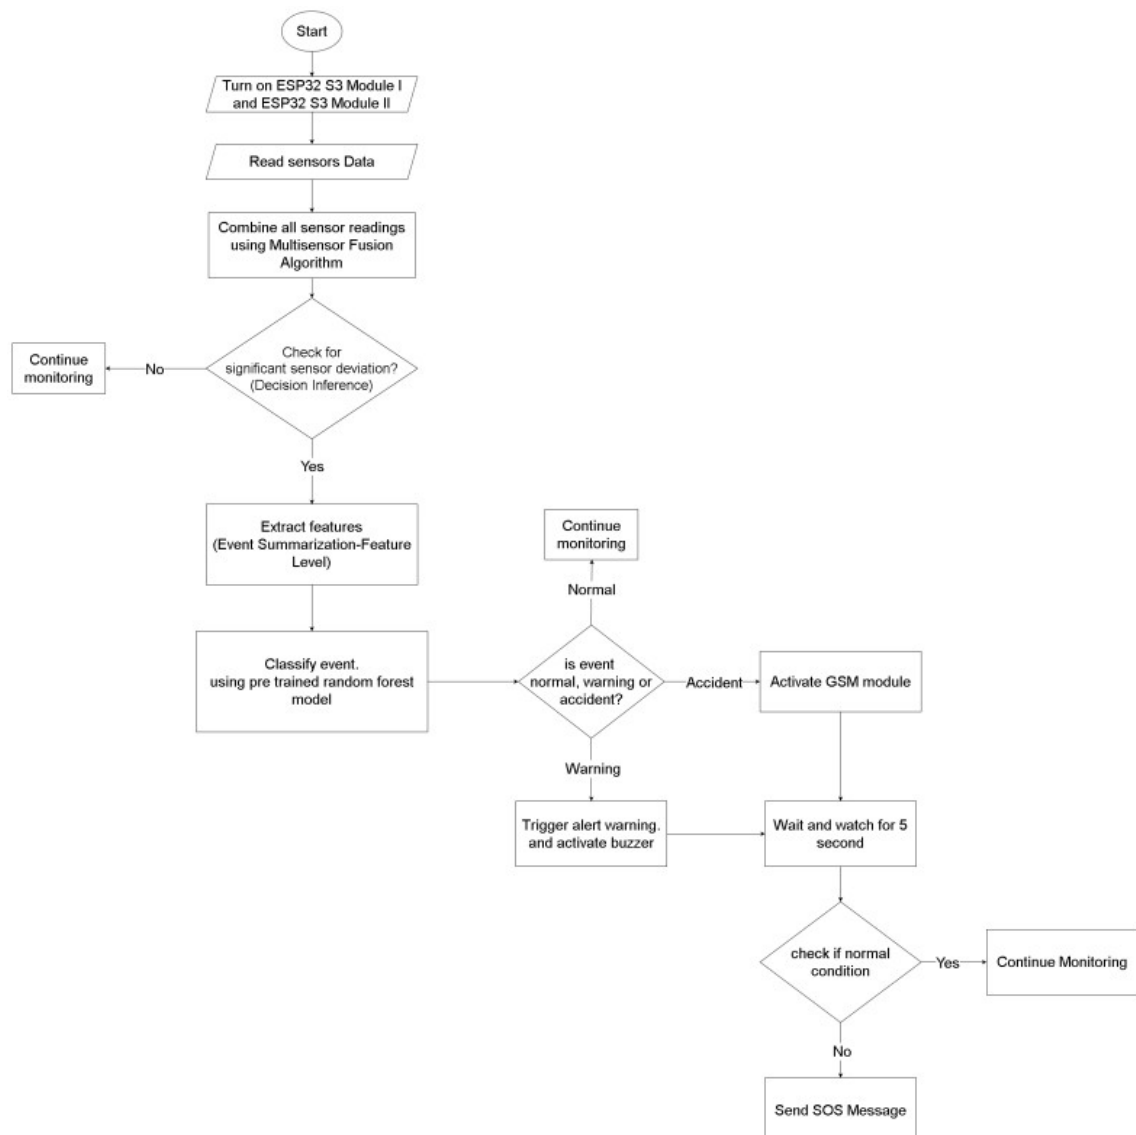 Start
Turn on ESP32 S3 Module I
and ESP32 S3 Module II
Read sensors Data
Combine all sensor readings
using Multisensor Fusion
Algorithm
Check for
significant sensor deviation?
(Decision Inference)
No
Continue
monitoring
Yes
Extract features
(Event Summarization-Feature
Level)
Classify event.
using pre trained random forest
model
is event
normal, warning or
accident?
Normal
Continue
monitoring
Accident
Activate GSM module
Warning
Trigger alert warning.
and activate buzzer
Wait and watch for 5
second
check if normal
condition
Yes
Continue Monitoring
No
Send SOS Message